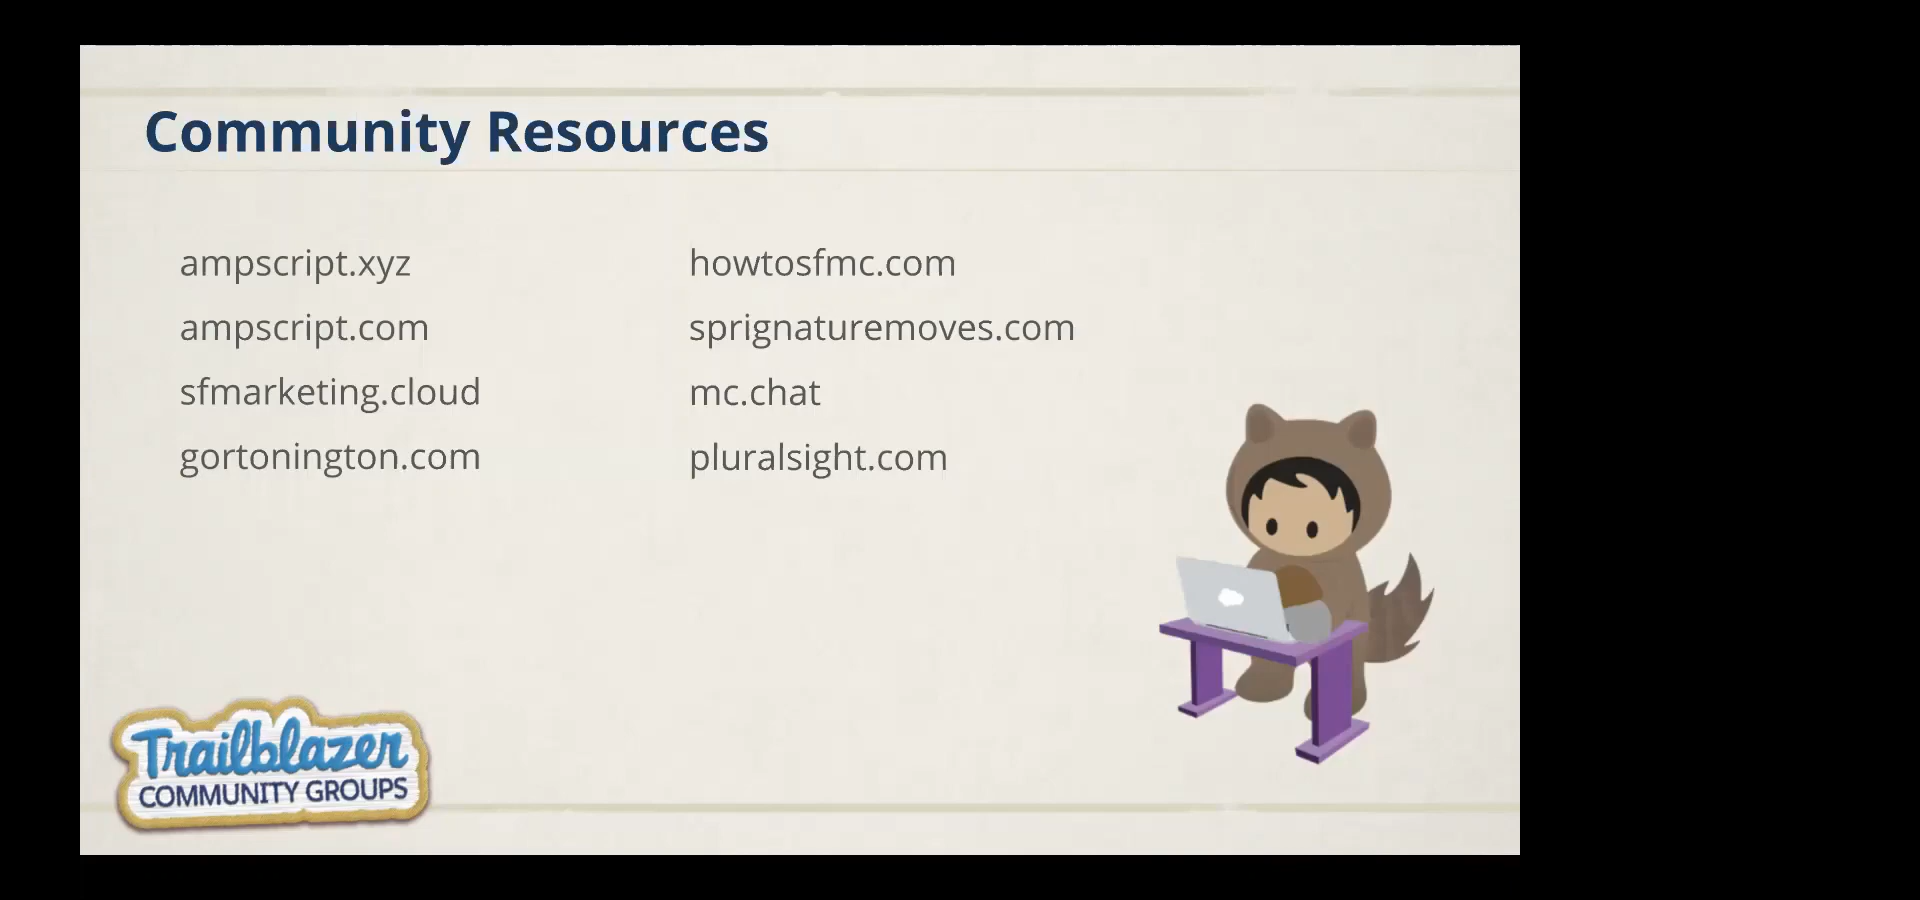 Community Resources
ampscript.xyz
ampscript.com
sfmarketing.cloud
gortonington.com
howtosfmc.com
sprignaturemoves.com
mc.chat
pluralsight.com
Trailblazer
COMMUNITY GROUPS